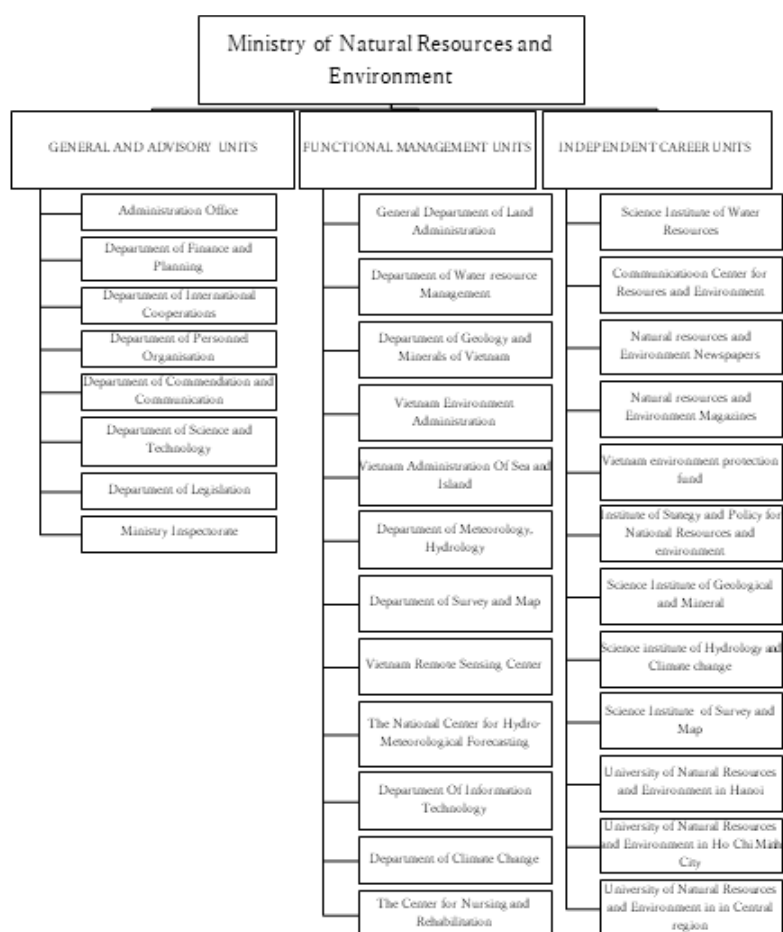 Ministry of Natural Resources and
Environment
GENERAL AND ADVISORY UNITS
Administration Office
Department of Finance and
Planning
Department of International
Cooperations
Department of Personnel
Organisation
Department of Commendation and
Communication
Department of Science and
Technology
Department of Legislation
Ministry Inspectorate
FUNCTIONAL MANAGEMENT UNITS
General Department of Land
Administration
Department of Water resource
Management
Department of Geology and
Minerals of Vietnam
Vietnam Environment
Administration
Vietnam Administration Of Sea and
Island
Department of Meteorology,
Hydrology
Department of Survey and Map
Vietnam Remote Sensing Center
The National Center for Hydro-
Meteorological Forecasting
Department Of Information
Technology
Department of Climate Change
The Center for Nursing and
Rehabilitation
INDEPENDENT CAREER UNITS
Science Institute of Water
Resources
Communicatioon Center for
Resoures and Environment
Natural resources and
Environment Newspapers
Natural resources and
Environment Magazines
Vietnam environment protection
fund
Institute of Stategy and Policy for
National Resources and
environment
Science Institute of Geological
and Mineral
Science institute of Hydrology and
Climate change
Science Institute of Survey and
Map
University of Natural Resources
and Environment in Hanoi
University of Natural Resources
and Environment in Ho Chi Minh
City
University of Natural Resources
and Environment in in Central
region